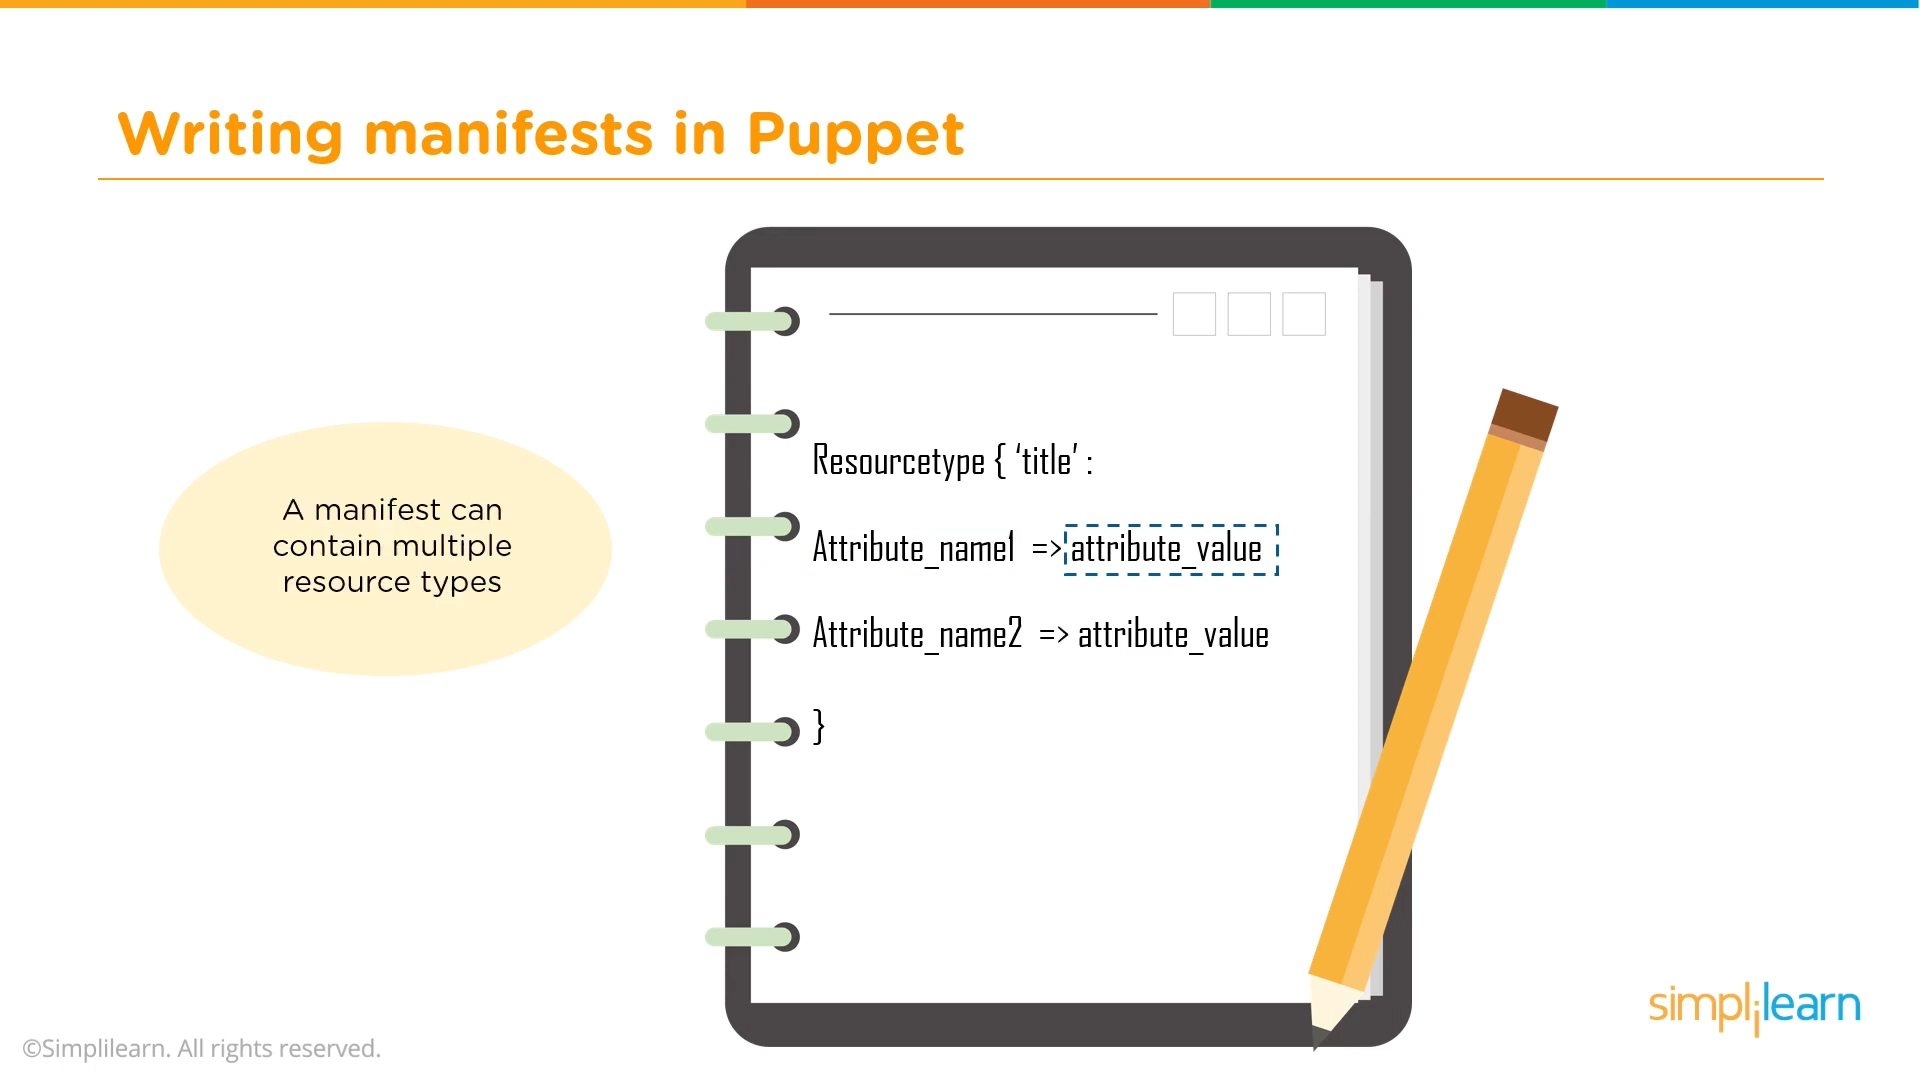 Writing manifests in Puppet
A manifest can
contain multiple
resource types
Resourcetype { ‘title’ :
Attribute_name1 => attribute_value
Attribute_name2 => attribute_value
}
simplilearn
©Simplilearn. All rights reserved.